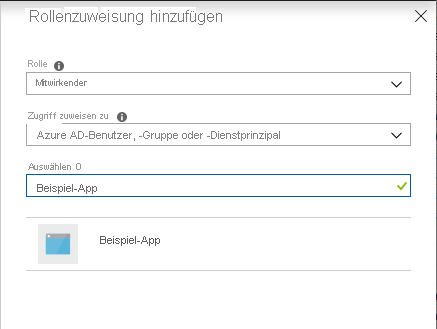 Rollenzuweisung hinzufügen
Rolle
Mitwirkender
Zugriff zuweisen zu
Azure AD-Benutzer, -Gruppe oder -Dienstprinzipal
Auswählen 0
Beispiel-App
Beispiel-App